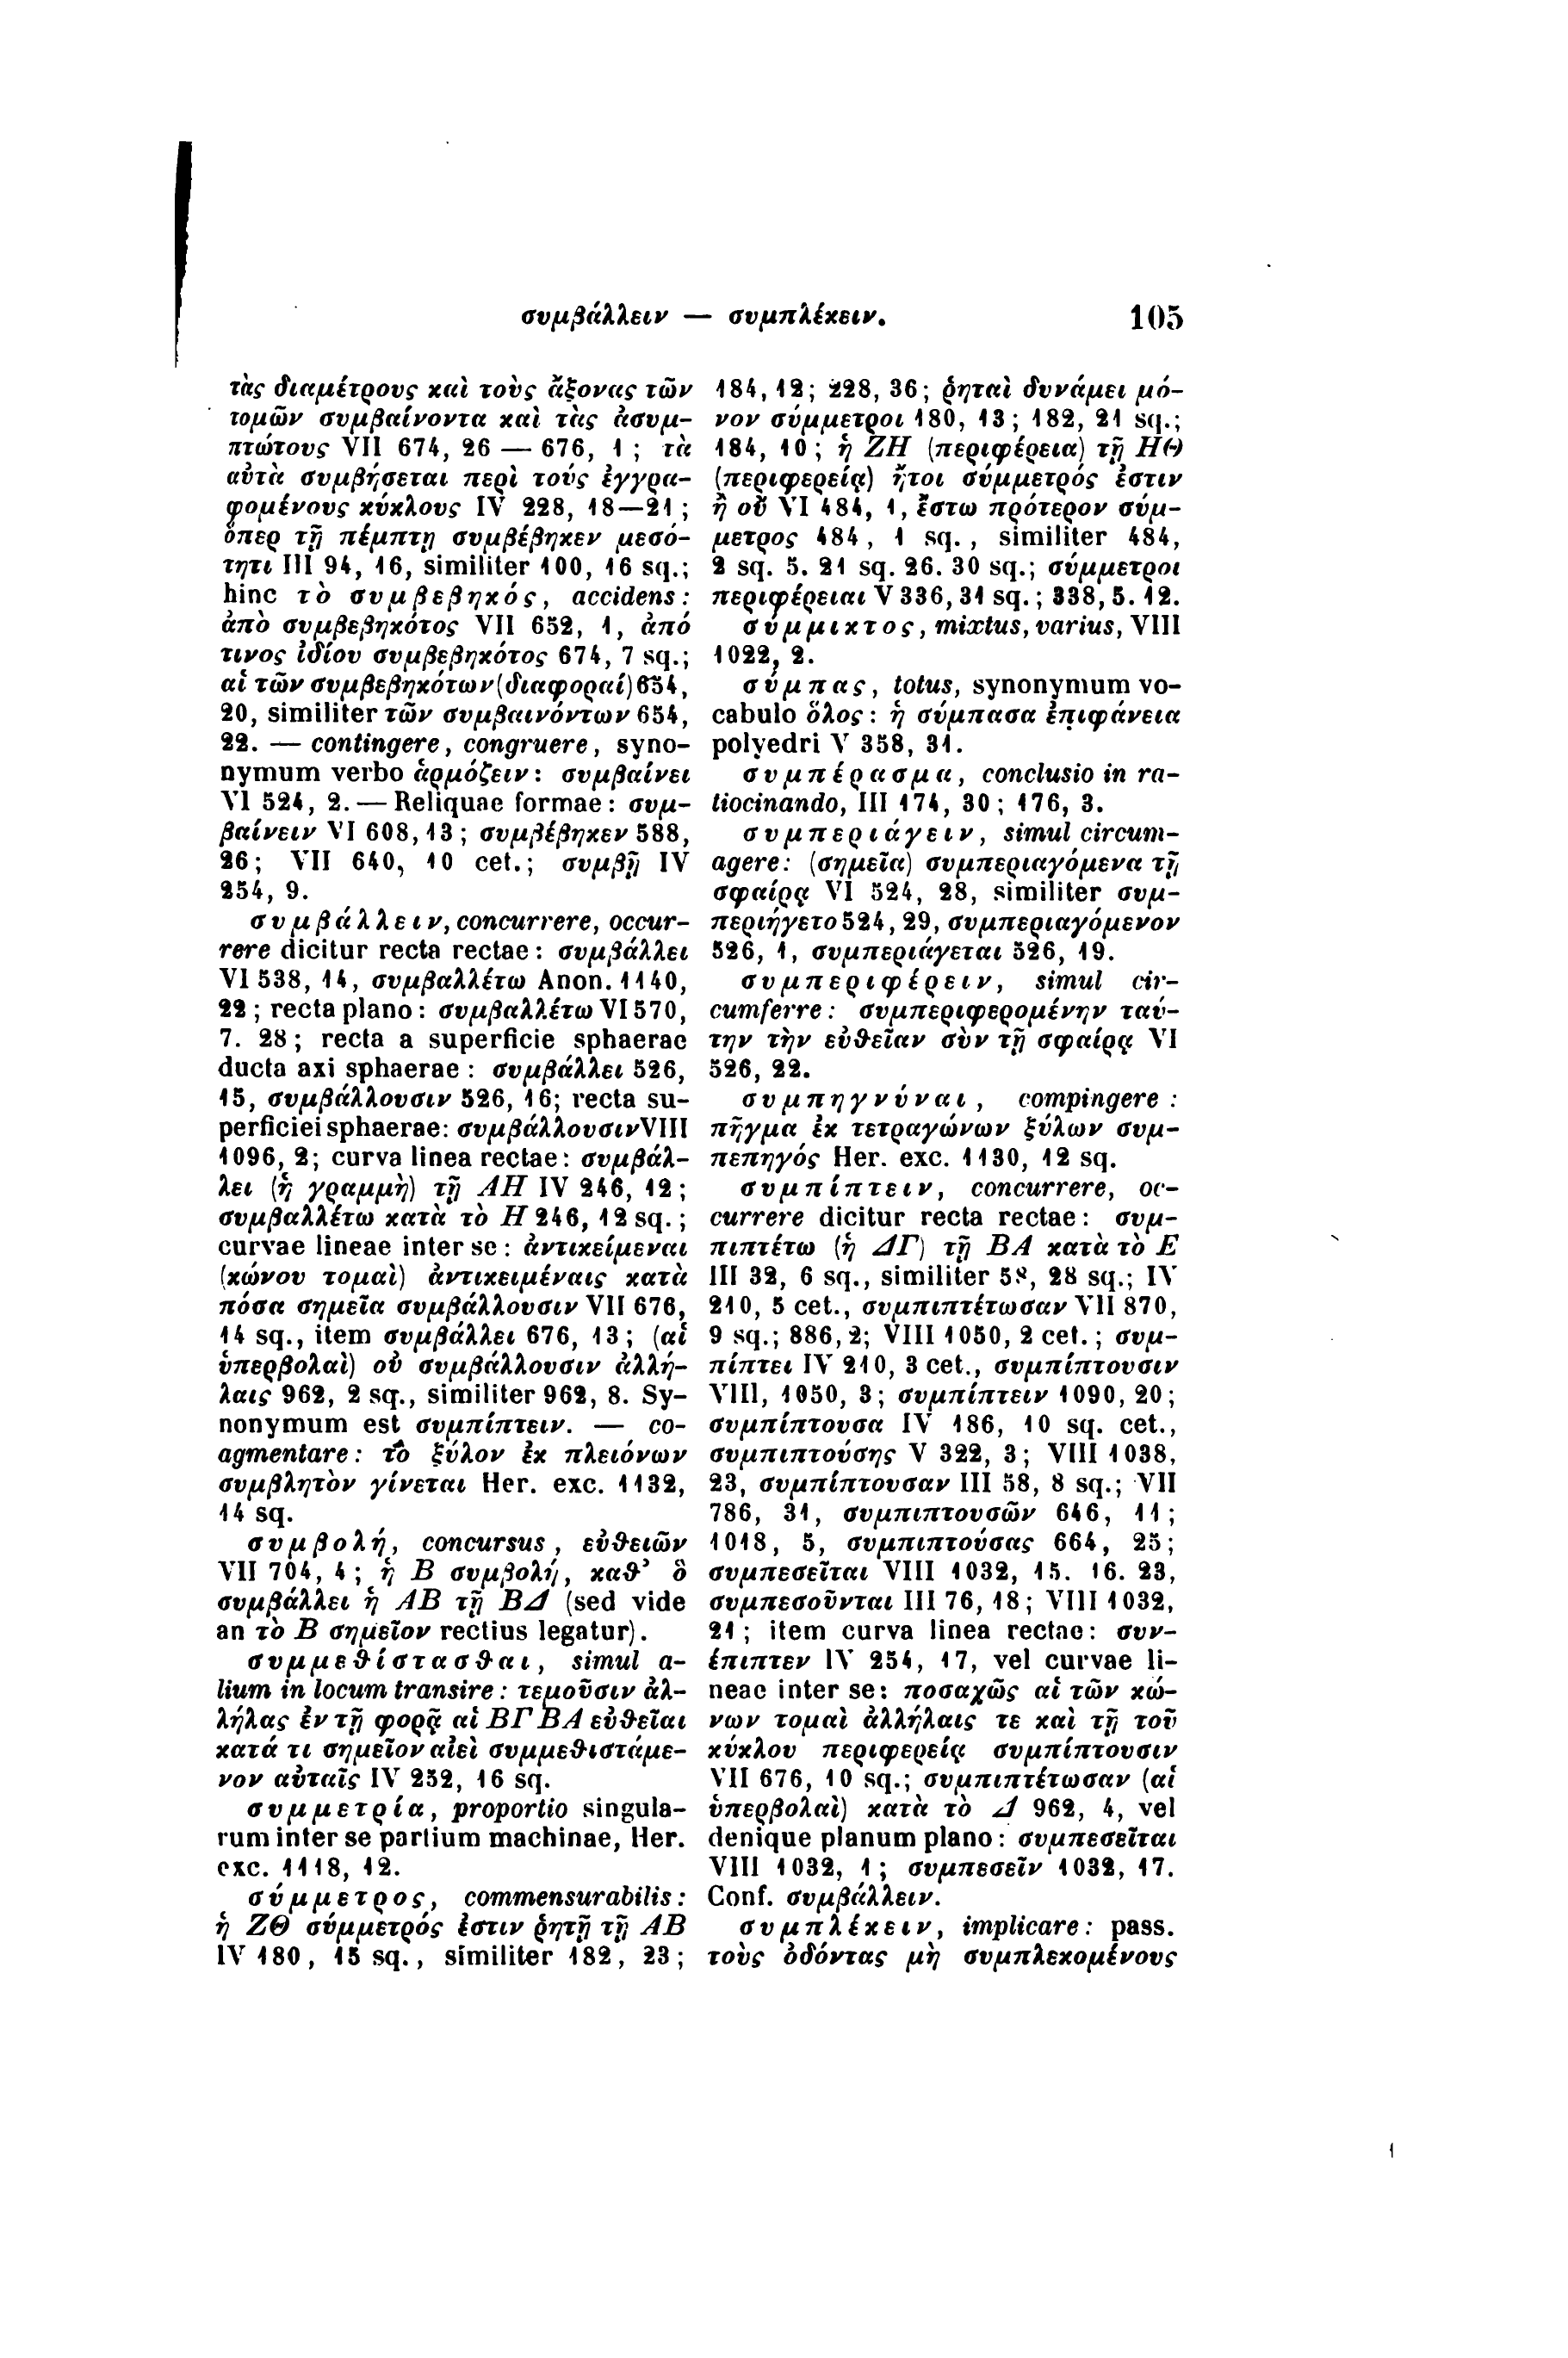 συμβάλλειν — συμπλέκειν.
105
τὰς διαμέτρους καὶ τοὺς ἄξονας τῶν
τομῶν συμβαίνοντα καὶ τὰς ἀσυμ-
πτώτους VII 674, 26 — 676, 1; τὰ
αὐτὰ συμβήσεται περὶ τούς ἐγγρα-
φομένους κύκλους IV 228, 18—21;
ὅπερ τῇ πέμπτῃ συμβέβηκεν μεσό-
τητι III 94, 16, similiter 100, 16 sq.;
hinc τὸ συμβεβηκός, accidens:
ἀπὸ συμβεβηκότος VII 652, 1, ἀπό
τινος ἰδίου συμβεβηκότος 674, 7 sq.;
αἱ τῶν συμβεβηκότων (διαφοραί) 654,
20, similiter τῶν συμβαινόντων 654,
22. — contingere, congruere, syno-
nymum verbo ἁρμόζειν: συμβαίνει
VI 524, 2. — Reliquae formae: συμ-
βαίνειν VI 608, 13; συμβέβηκεν 588,
26; VII 640, 10 cet.; συμβῇ IV
254, 9.
συμβάλλειν, concurrere, occur-
rere dicitur recta rectae: συμβάλλει
VI 538, 14, συμβαλλέτω Anon. 1140,
22; recta plano: συμβαλλέτω VI 570,
7. 28; recta a superficie sphaerae
ducta axi sphaerae: συμβάλλει 526,
15, συμβάλλουσιν 526, 16; recta su-
perficiei sphaerae: συμβάλλουσιν VIII
1096, 2; curva linea rectae: συμβάλ-
λει (ἡ γραμμὴ) τῇ ΑΗ IV 246, 12;
συμβαλλέτω κατὰ τὸ Η 246, 12 sq.;
curvae lineae inter se: ἀντικείμεναι
(κώνου τομαὶ) ἀντικειμέναις κατὰ
πόσα σημεῖα συμβάλλουσιν VII 676,
14 sq., item συμβάλλει 676, 13; (αἱ
ὑπερβολαὶ) οὐ συμβάλλουσιν ἀλλή-
λαις 962, 2 sq., similiter 962, 8. Sy-
nonymum est συμπίπτειν. — co-
agmentare: τὸ ξύλον ἐκ πλειόνων
συμβλητὸν γίνεται Her. exc. 1132,
14 sq.
συμβολή, concursus, εὐθειῶν
VII 704, 4; ἡ Β συμβολή, καθ’ ὃ
συμβάλλει ἡ ΑΒ τῇ ΒΔ (sed vide
an τὸ Β σημεῖον rectius legatur).
συμμεθίστασθαι, simul a-
lium in locum transire: τεμοῦσιν ἀλ-
λήλας ἐν τῇ φορᾷ αἱ ΒΓ ΒΑ εὐθεῖαι
κατά τι σημεῖον αἰεὶ συμμεθιστάμε-
νον αὐταῖς IV 252, 16 sq.
συμμετρία, proportio singula-
rum inter se partium machinae, Her.
exc. 1118, 12.
σύμμετρος, commensurabilis:
ἡ ΖΘ σύμμετρός ἐστιν ῥητῇ τῇ ΑΒ
IV 180, 15 sq., similiter 182, 23;
184, 12; 228, 36; ῥηταὶ δυνάμει μό-
νον σύμμετροι 180, 13; 182, 21 sq.;
184, 10; ἡ ΖΗ (περιφέρεια) τῇ ΗΘ
(περιφερείᾳ) ἤτοι σύμμετρός ἐστιν
ἢ οὔ VI 484, 1, ἔστω πρότερον σύμ-
μετρος 484, 1 sq., similiter 484,
2 sq. 5. 21 sq. 26. 30 sq.; σύμμετροι
περιφέρειαι V 336, 31 sq.; 338, 5. 12.
σύμμικτος, mixtus, varius, VIII
1022, 2.
σύμπας, totus, synonymum vo-
cabulo ὅλος: ἡ σύμπασα ἐπιφάνεια
polyedri V 358, 31.
συμπέρασμα, conclusio in ra-
tiocinando, III 174, 30; 176, 3.
συμπεριάγειν, simul circum-
agere: (σημεῖα) συμπεριαγόμενα τῇ
σφαίρᾳ VI 524, 28, similiter συμ-
περιήγετο 524, 29, συμπεριαγόμενον
526, 1, συμπεριάγεται 526, 19.
συμπεριφέρειν, simul cir-
cumferre: συμπεριφερομένην ταύ-
την τὴν εὐθεῖαν σὺν τῇ σφαίρᾳ VI
526, 22.
συμπηγνύναι, compingere:
πῆγμα ἐκ τετραγώνων ξύλων συμ-
πεπηγός Her. exc. 1130, 12 sq.
συμπίπτειν, concurrere, oc-
currere dicitur recta rectae: συμ-
πιπτέτω (ἡ ΔΓ) τῇ ΒΑ κατὰ τὸ Ε
III 32, 6 sq., similiter 58, 28 sq.; IV
210, 5 cet., συμπιπτέτωσαν VII 870,
9 sq.; 886, 2; VIII 1050, 2 cet.; συμ-
πίπτει IV 210, 3 cet., συμπίπτουσιν
VIII, 1050, 3; συμπίπτειν 1090, 20;
συμπίπτουσα IV 186, 10 sq. cet.,
συμπιπτούσης V 322, 3; VIII 1038,
23, συμπίπτουσαν III 58, 8 sq.; VII
786, 31, συμπιπτουσῶν 646, 11;
1018, 5, συμπιπτούσας 664, 25;
συμπεσεῖται VIII 1032, 15. 16. 23,
συμπεσοῦνται III 76, 18; VIII 1032,
21; item curva linea rectae: συν-
έπιπτεν IV 254, 17, vel curvae li-
neae inter se: ποσαχῶς αἱ τῶν κώ-
νων τομαὶ ἀλλήλαις τε καὶ τῇ τοῦ
κύκλου περιφερείᾳ συμπίπτουσιν
VII 676, 10 sq.; συμπιπτέτωσαν (αἱ
ὑπερβολαὶ) κατὰ τὸ Δ 962, 4, vel
denique planum plano: συμπεσεῖται
VIII 1032, 1; συμπεσεῖν 1032, 17.
Conf. συμβάλλειν.
συμπλέκειν, implicare: pass.
τοὺς ὀδόντας μὴ συμπλεκομένους